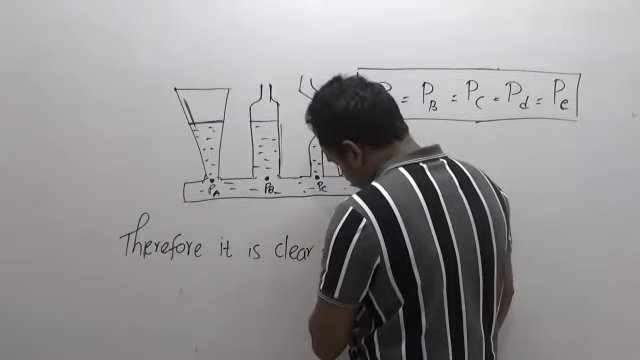 = P_B = P_C = P_d = P_e
P_A P_B P_C
Therefore it is clear